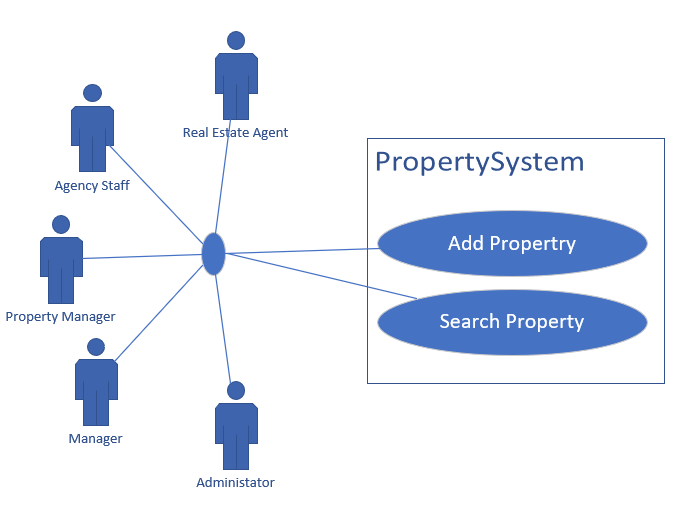 Real Estate Agent
Agency Staff
Property Manager
Manager
Administator
PropertySystem
Add Propertry
Search Property